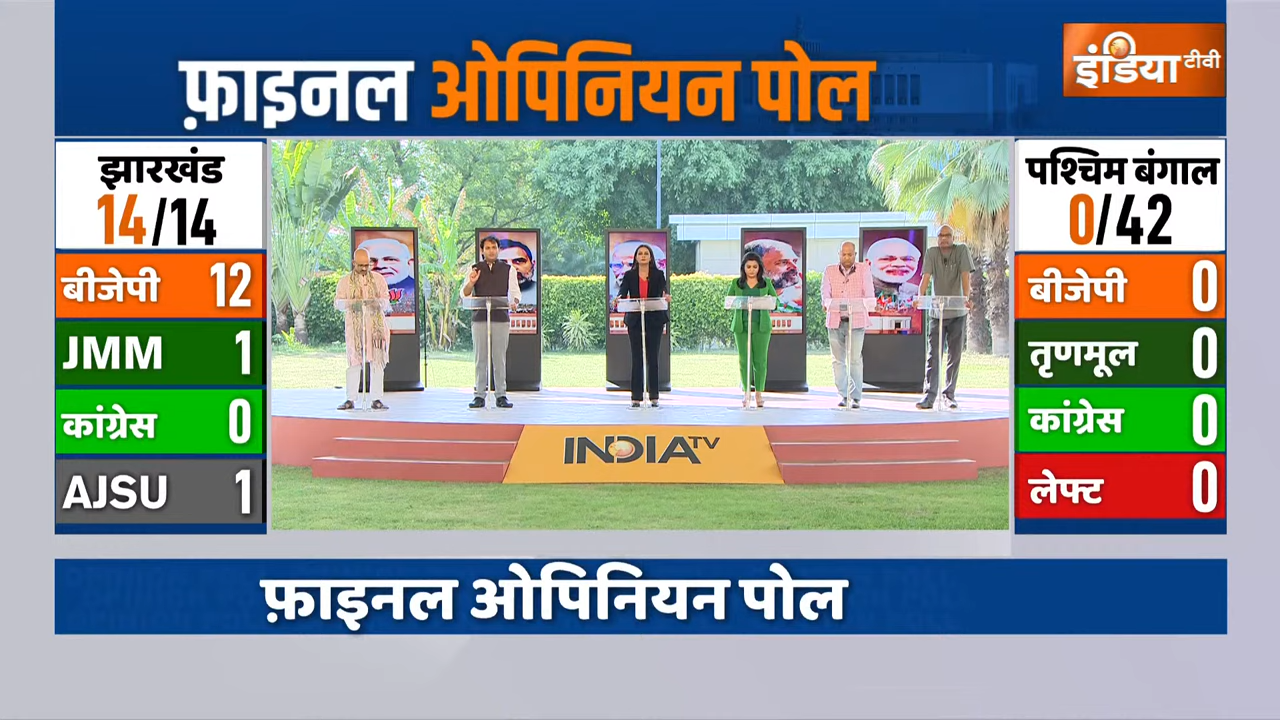 फ़ाइनल ओपिनियन पोल
इंडिया टीवी
झारखंड
14/14
बीजेपी 12
JMM 1
कांग्रेस 0
AJSU 1
INDIA TV
पश्चिम बंगाल
0/42
बीजेपी 0
तृणमूल 0
कांग्रेस 0
लेफ्ट 0
फ़ाइनल ओपिनियन पोल